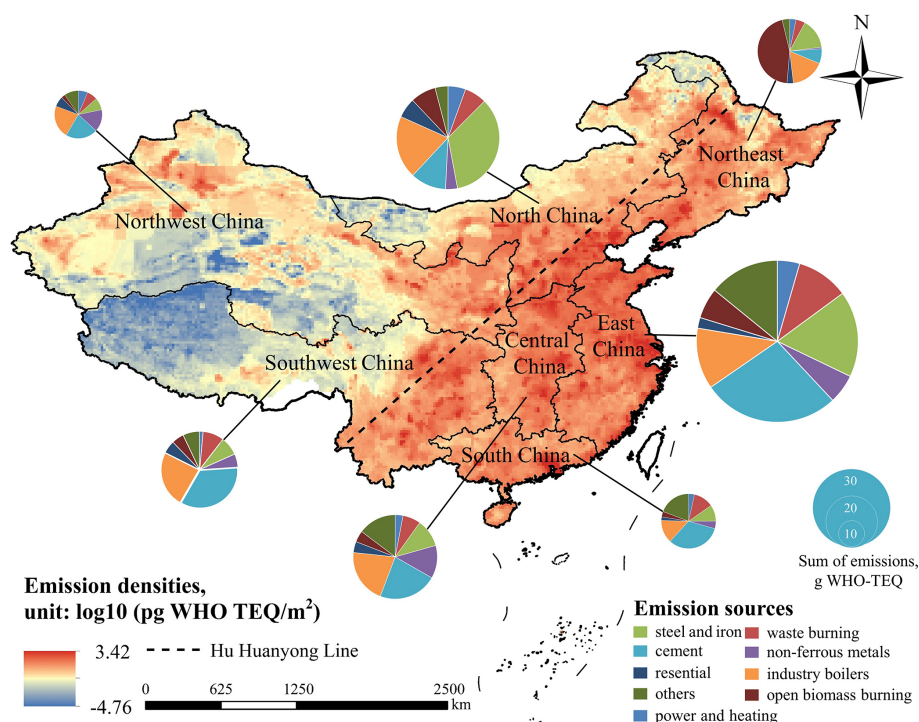 N
Northeast
China
North China
Northwest China
East
China
Central
China
Southwest China
South China
30
20
10
Sum of emissions,
g WHO-TEQ
Emission densities,
unit: log10 (pg WHO TEQ/m²)
3.42
-4.76
Hu Huanyong Line
0 625 1250 2500
km
Emission sources
steel and iron
waste burning
cement
non-ferrous metals
resential
industry boilers
others
open biomass burning
power and heating